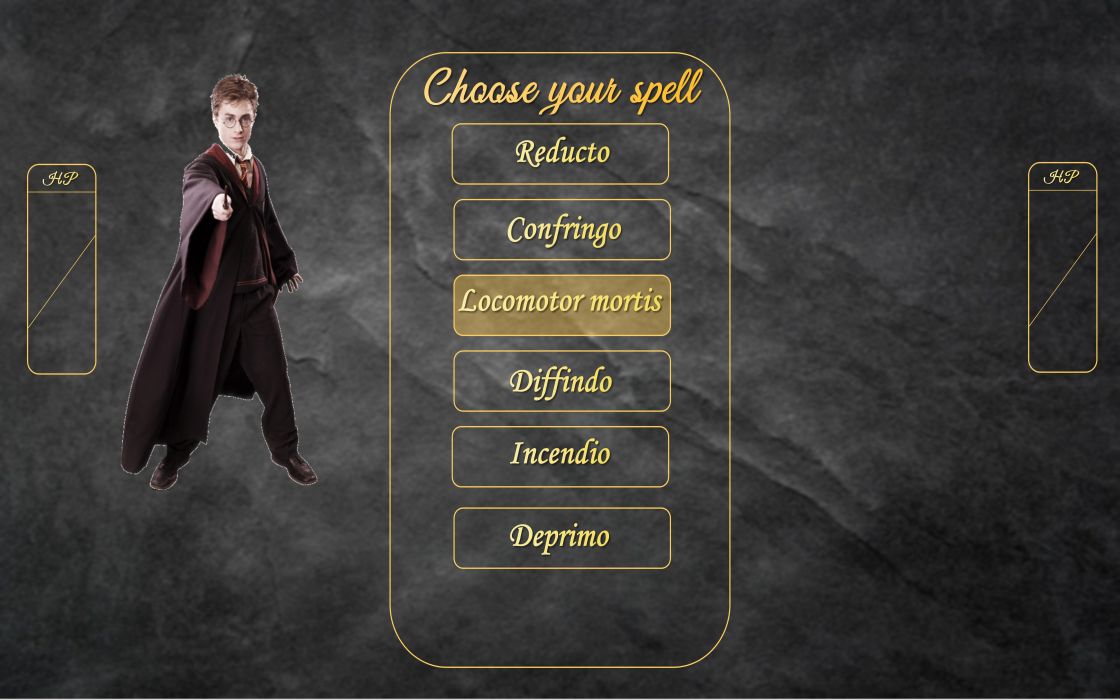 Choose your spell
HP
HP
Reducto
Confringo
Locomotor mortis
Diffindo
Incendio
Deprimo